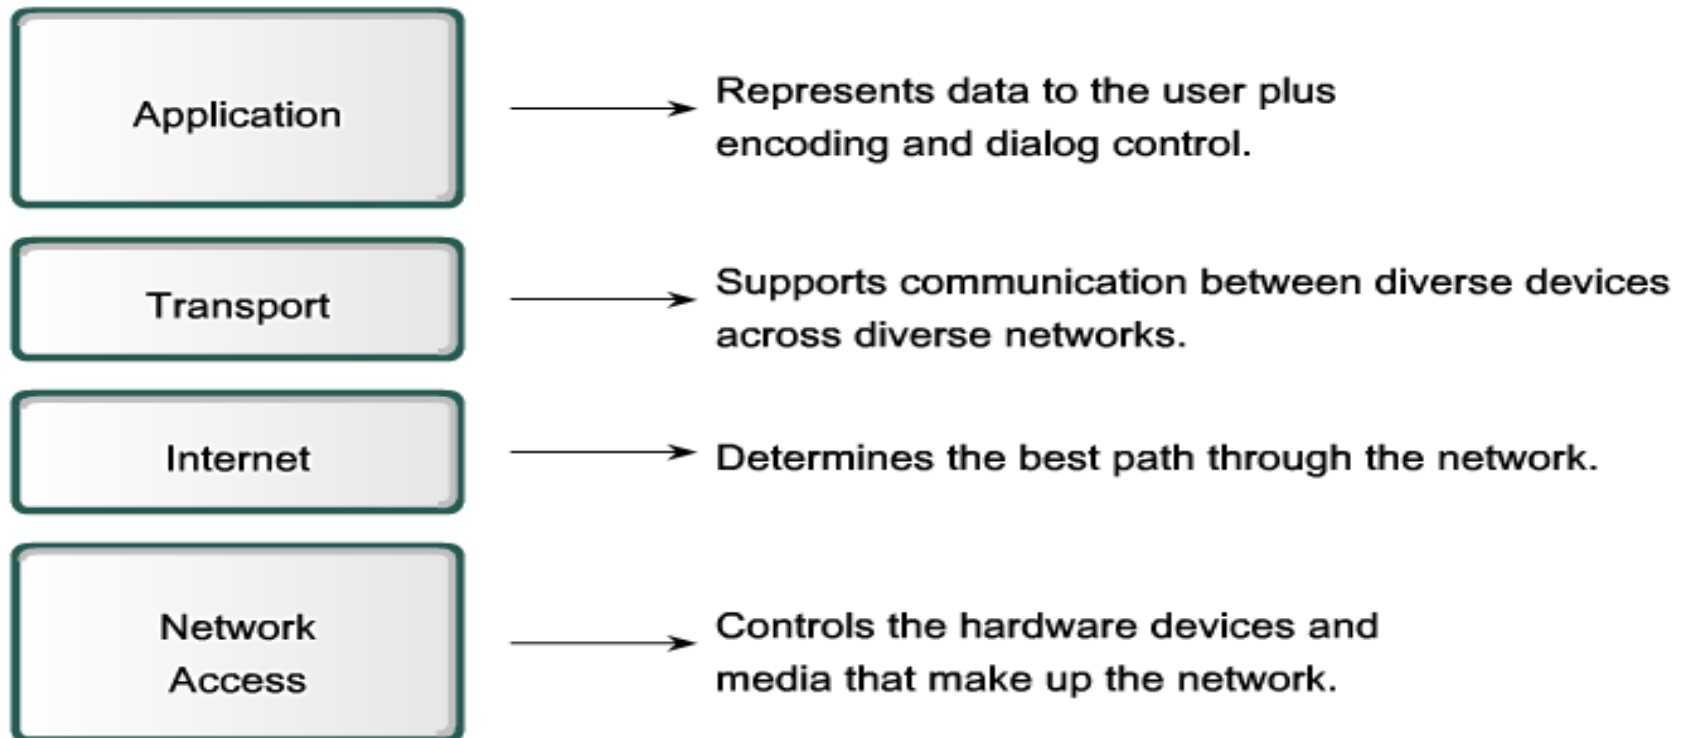 Application
Represents data to the user plus
encoding and dialog control.
Transport
Supports communication between diverse devices
across diverse networks.
Internet
Determines the best path through the network.
Network
Access
Controls the hardware devices and
media that make up the network.